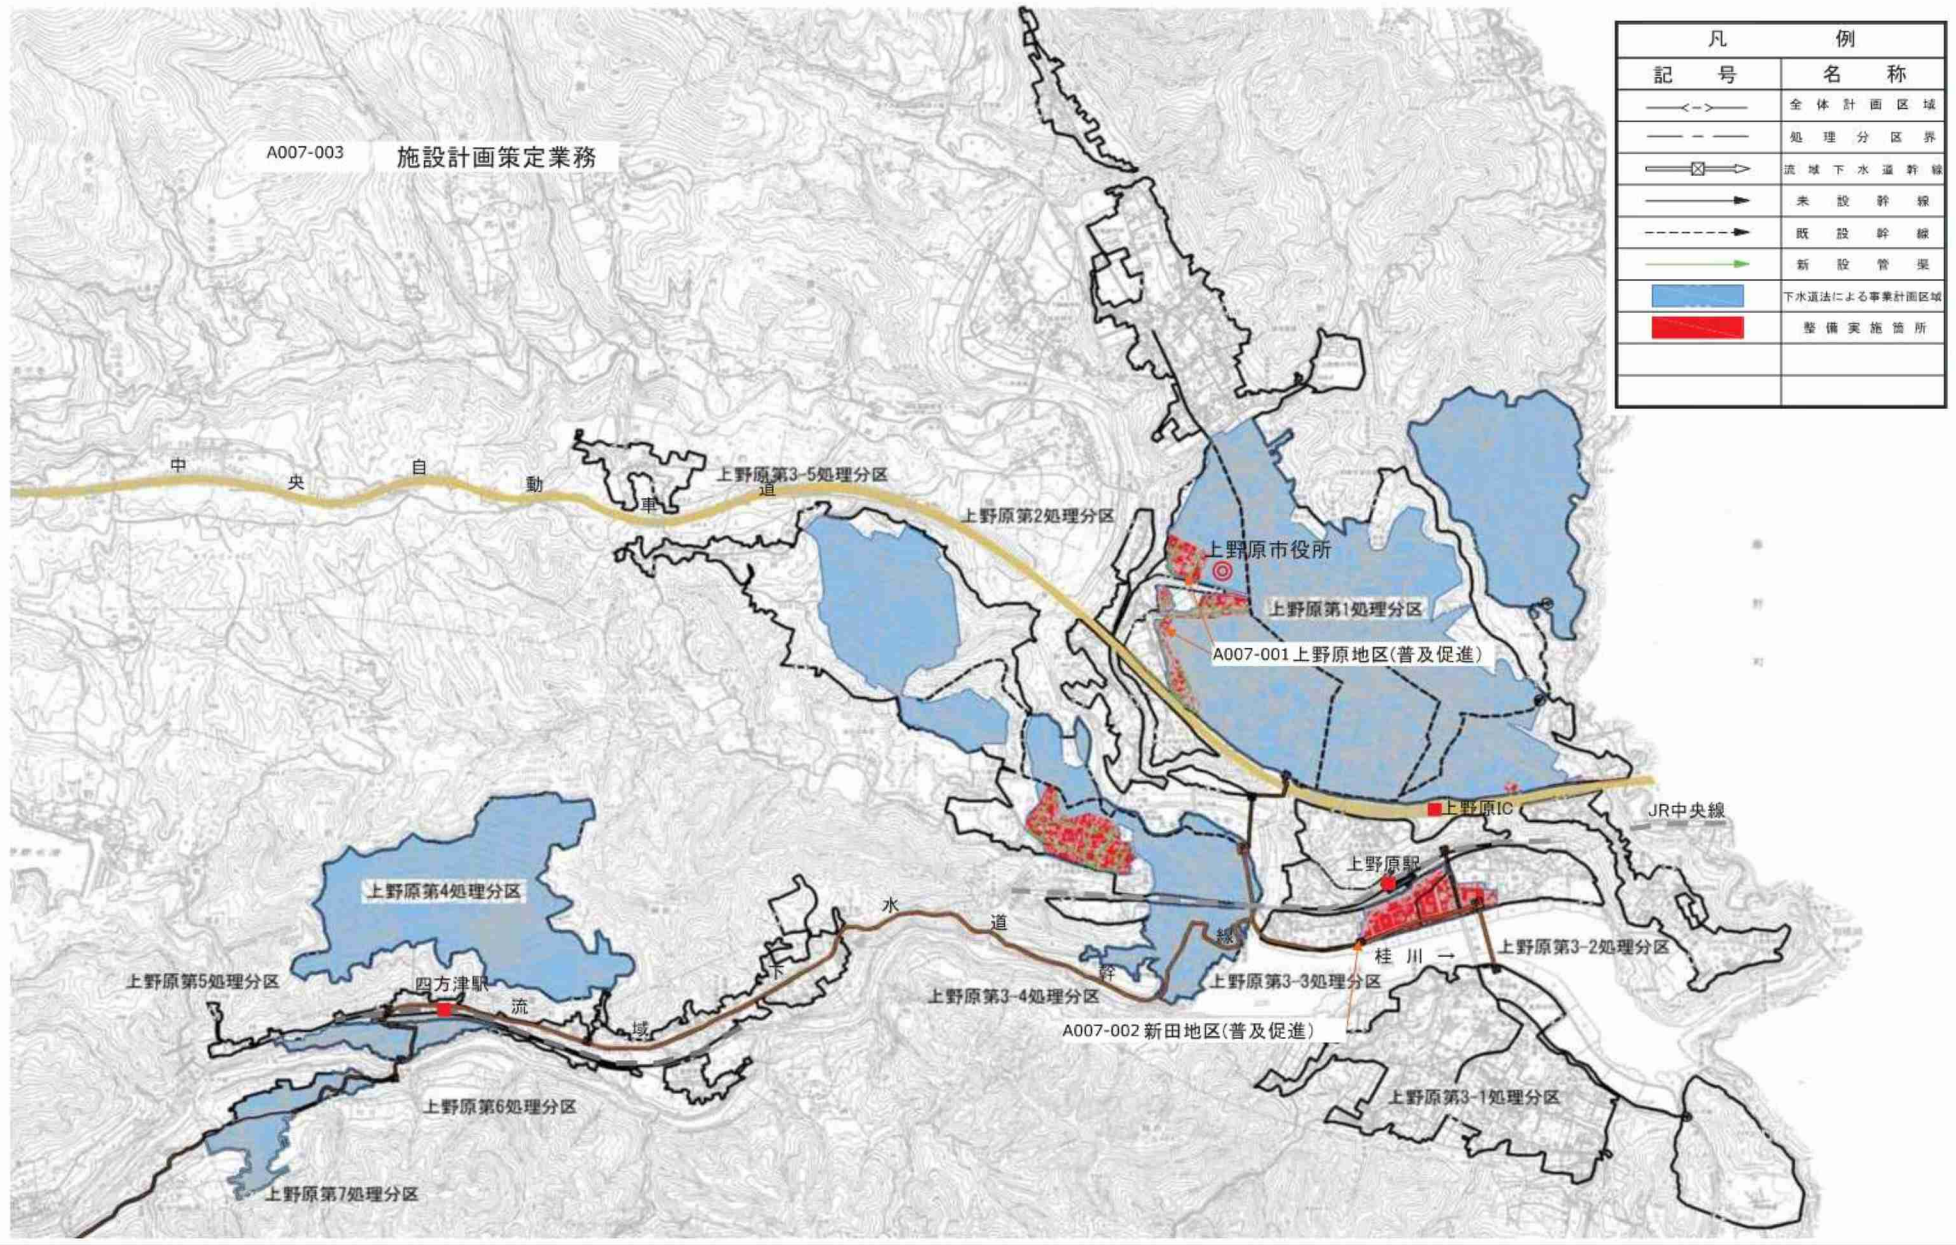 凡例
記号 名称
全体計画区域
処理分区界
流域下水道幹線
未設幹線
既設幹線
新設管渠
下水道法による事業計画区域
整備実施箇所
A007-003 施設計画策定業務
中央自動車道
上野原第3-5処理分区
上野原第2処理分区
上野原市役所
上野原第1処理分区
A007-001上野原地区(普及促進)
上野原IC
JR中央線
上野原駅
上野原第4処理分区
流域下水道幹線
桂川→
上野原第3-2処理分区
上野原第5処理分区
四方津駅
上野原第3-4処理分区
上野原第3-3処理分区
A007-002新田地区(普及促進)
上野原第6処理分区
上野原第3-1処理分区
上野原第7処理分区